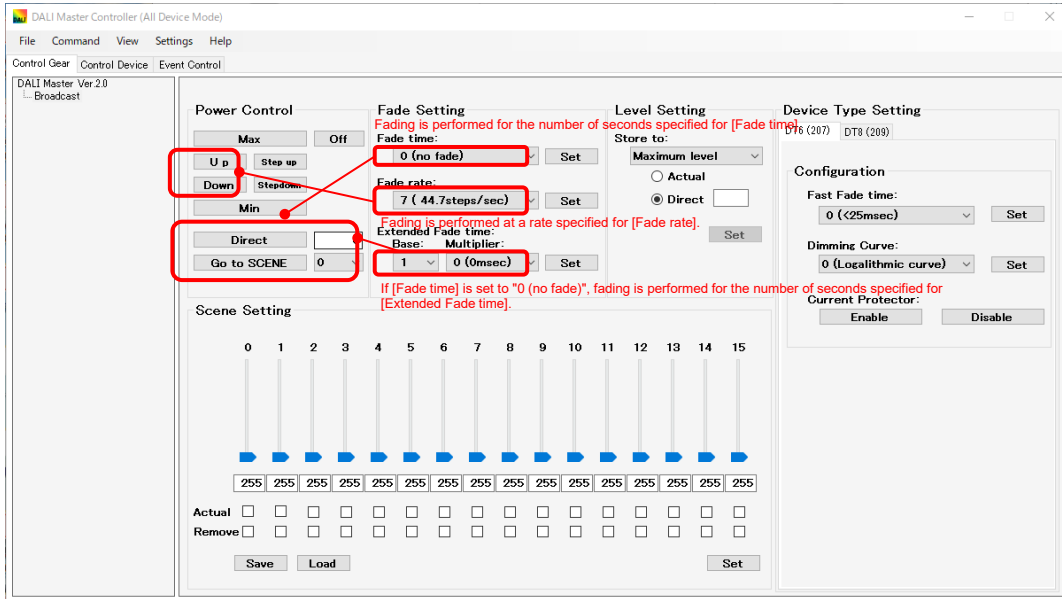 DALI Master Controller (All Device Mode)
File Command View Settings Help
Control Gear Control Device Event Control
DALI Master Ver.2.0
Broadcast
Power Control
Max Off
Up Step up
Down Stepdown
Min
Direct
Go to SCENE 0
Fade Setting
Fading is performed for the number of seconds specified for [Fade time].
Fade time:
0 (no fade) Set
Fade rate:
7 ( 44.7steps/sec) Set
Fading is performed at a rate specified for [Fade rate].
Extended Fade time:
Base: Multiplier:
1 0 (0msec) Set
If [Fade time] is set to "0 (no fade)", fading is performed for the number of seconds specified for
[Extended Fade time].
Level Setting
Store to:
Maximum level
Actual
Direct
Set
Device Type Setting
DT6 (207) DT8 (209)
Configuration
Fast Fade time:
0 (<25msec) Set
Dimming Curve:
0 (Logalithmic curve) Set
Current Protector:
Enable Disable
Scene Setting
0 1 2 3 4 5 6 7 8 9 10 11 12 13 14 15
255 255 255 255 255 255 255 255 255 255 255 255 255 255 255 255
Actual
Remove
Save Load Set